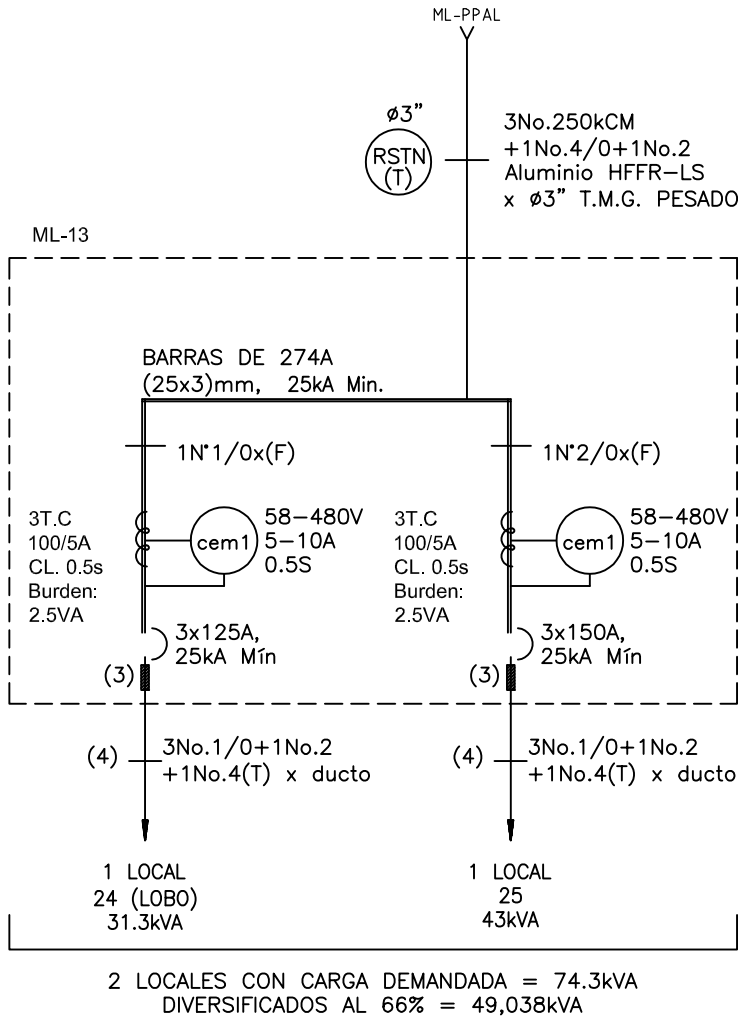 ML-PPAL
ø3"
RSTN
(T)
3No.250kCM
+1No.4/0+1No.2
Aluminio HFFR-LS
x ø3" T.M.G. PESADO
ML-13
BARRAS DE 274A
(25x3)mm, 25kA Min.
1N°1/0x(F)
1N°2/0x(F)
3T.C
100/5A
CL. 0.5s
Burden:
2.5VA
cem1
58-480V
5-10A
0.5S
3T.C
100/5A
CL. 0.5s
Burden:
2.5VA
cem1
58-480V
5-10A
0.5S
3x125A,
25kA Mín
(3)
3x150A,
25kA Mín
(3)
(4)
3No.1/0+1No.2
+1No.4(T) x ducto
(4)
3No.1/0+1No.2
+1No.4(T) x ducto
1 LOCAL
24 (LOBO)
31.3kVA
1 LOCAL
25
43kVA
2 LOCALES CON CARGA DEMANDADA = 74.3kVA
DIVERSIFICADOS AL 66% = 49,038kVA